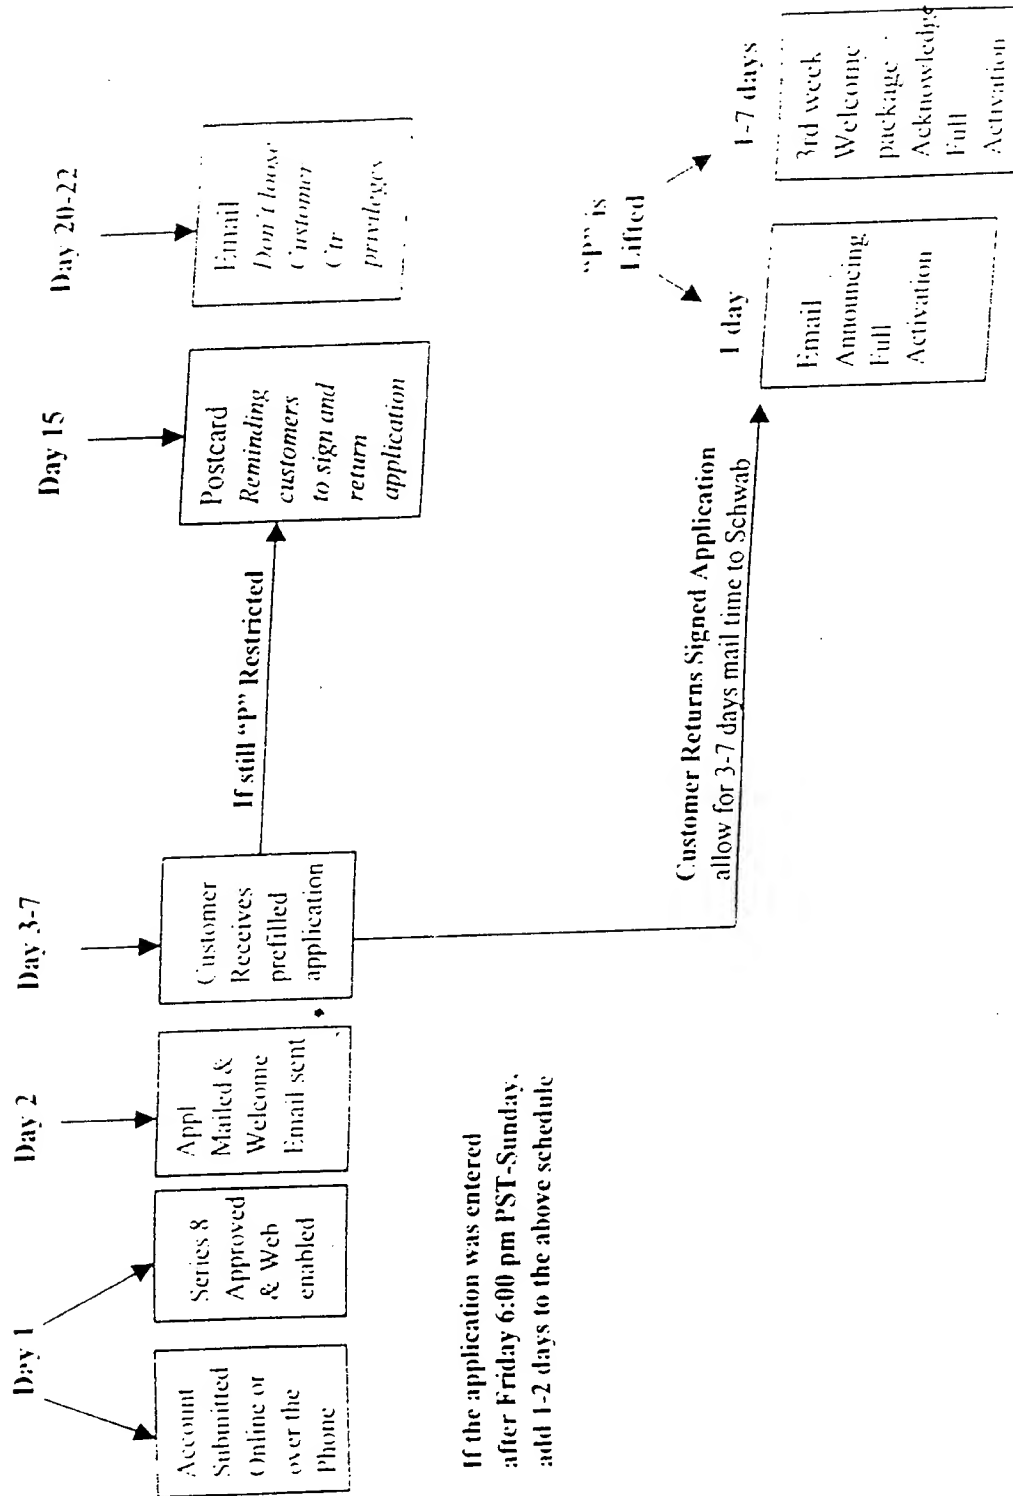 Day 1
Account
Submitted
Online or
over the
Phone
Series 8
Approved
& Web
enabled
Day 2
Appl
Mailed &
Welcome
Email sent
Day 3-7
Customer
Receives
prefilled
application
If still “P” Restricted
Day 15
Postcard
Reminding
customers
to sign and
return
application
Day 20-22
Email
Don't loose
Customer
Ctr
privileges
Customer Returns Signed Application
allow for 3-7 days mail time to Schwab
“P” is
Lifted
1 day
Email
Announcing
Full
Activation
1-7 days
3rd week
Welcome
package
Acknowledge
Full
Activation
If the application was entered
after Friday 6:00 pm PST-Sunday,
add 1-2 days to the above schedule